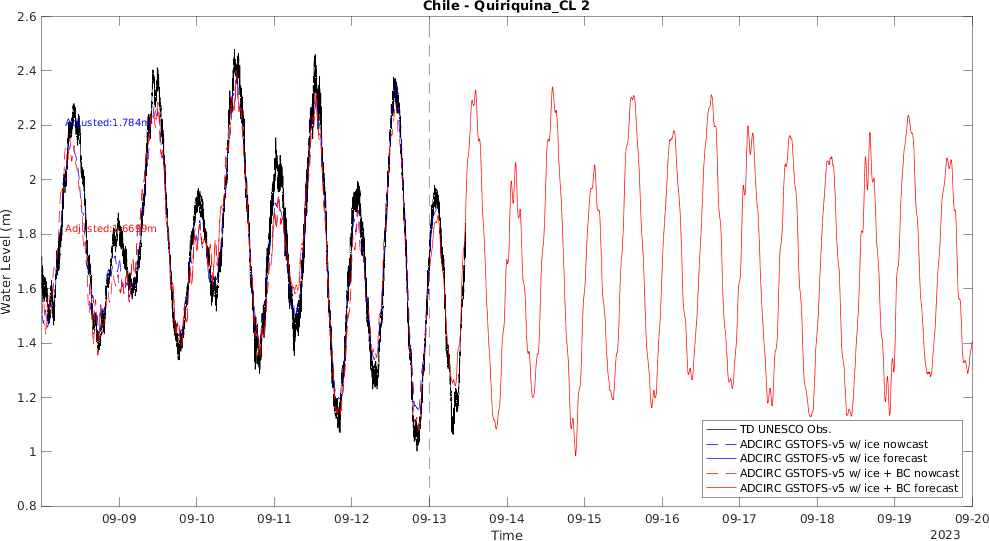 Chile - Quiriquina_CL 2
2.6
2.4
2.2
2
1.8
1.6
1.4
1.2
1
0.8
Water Level (m)
Adjusted:1.784m
09-09
09-10
09-11
09-12
09-13
09-14
09-15
09-16
09-17
09-18
09-19
09-20
Time
2023
TD UNESCO Obs.
ADCIRC GSTOFS-v5 w/ ice nowcast
ADCIRC GSTOFS-v5 w/ ice forecast
ADCIRC GSTOFS-v5 w/ ice + BC nowcast
ADCIRC GSTOFS-v5 w/ ice + BC forecast